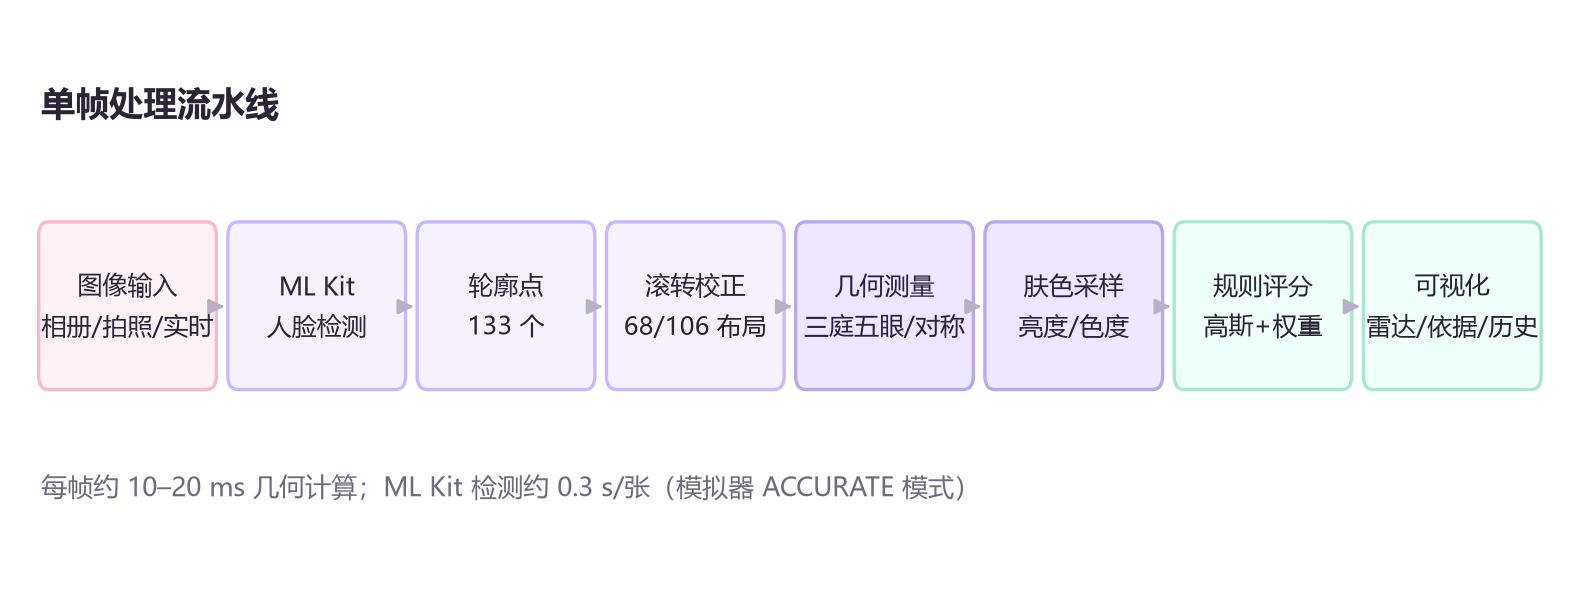 单帧处理流水线
图像输入
相册/拍照/实时
ML Kit
人脸检测
轮廓点
133 个
滚转校正
68/106 布局
几何测量
三庭五眼/对称
肤色采样
亮度/色度
规则评分
高斯+权重
可视化
雷达/依据/历史
每帧约 10–20 ms 几何计算；ML Kit 检测约 0.3 s/张（模拟器 ACCURATE 模式）